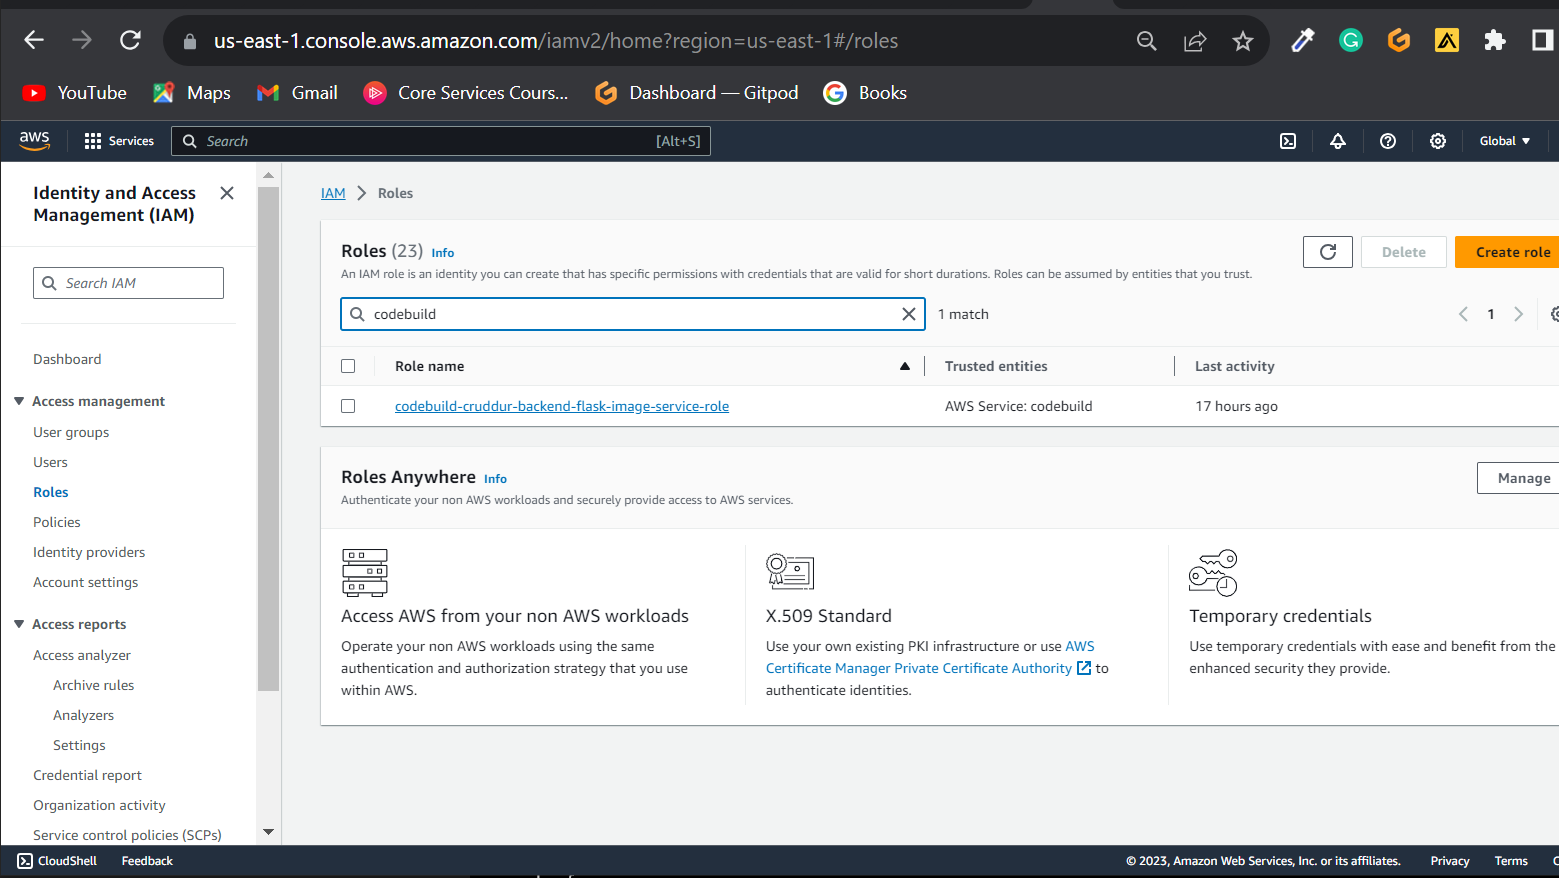 us-east-1.console.aws.amazon.com/iamv2/home?region=us-east-1#/roles
YouTube Maps Gmail Core Services Cours... Dashboard — Gitpod Books
aws Services Search [Alt+S] Global
Identity and Access
Management (IAM)
Search IAM
Dashboard
Access management
User groups
Users
Roles
Policies
Identity providers
Account settings
Access reports
Access analyzer
Archive rules
Analyzers
Settings
Credential report
Organization activity
Service control policies (SCPs)
IAM Roles
Roles (23) Info
An IAM role is an identity you can create that has specific permissions with credentials that are valid for short durations. Roles can be assumed by entities that you trust.
Delete
Create role
codebuild
1 match
1
Role name Trusted entities Last activity
codebuild-cruddur-backend-flask-image-service-role AWS Service: codebuild 17 hours ago
Roles Anywhere Info
Authenticate your non AWS workloads and securely provide access to AWS services.
Manage
Access AWS from your non AWS workloads
Operate your non AWS workloads using the same
authentication and authorization strategy that you use
within AWS.
X.509 Standard
Use your own existing PKI infrastructure or use AWS
Certificate Manager Private Certificate Authority to
authenticate identities.
Temporary credentials
Use temporary credentials with ease and benefit from the
enhanced security they provide.
CloudShell Feedback © 2023, Amazon Web Services, Inc. or its affiliates. Privacy Terms